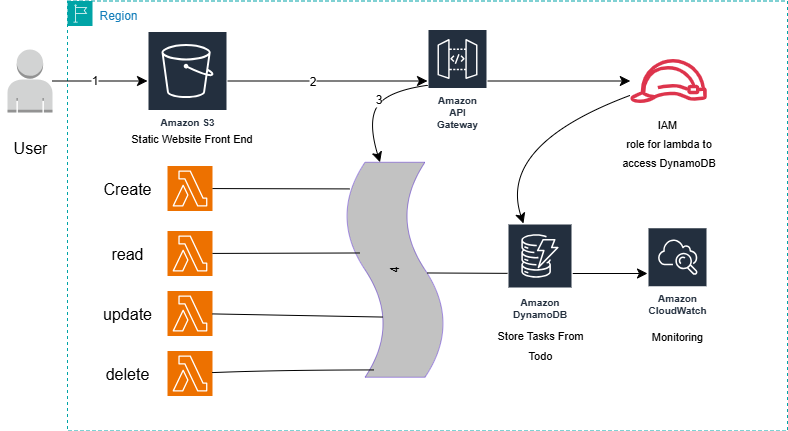 Region
1
2
3
User
Amazon S3
Static Website Front End
Amazon
API
Gateway
IAM
role for lambda to
access DynamoDB
Create
read
update
delete
4
Amazon
DynamoDB
Store Tasks From
Todo
Amazon
CloudWatch
Monitoring